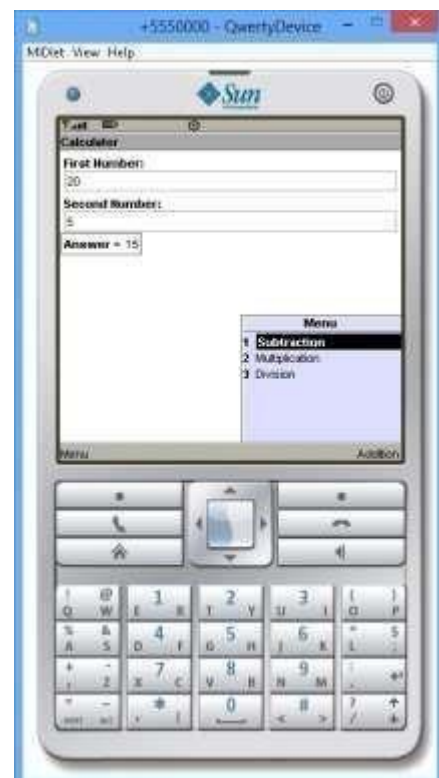 +5550000 - QwertyDevice
MIDlet View Help
Sun
Calculator
First Number:
20
Second Number:
5
Answer = 15
Menu
1 Subtraction
2 Multiplication
3 Division
Menu Addition
! @ 1 2 3 ( )
Q W E R T Y U I O P
% & 4 5 6 " $
A S D F G H J K L ;
+ - 7 8 9
, Z X C V B N M .
* 0 # ?
< > /